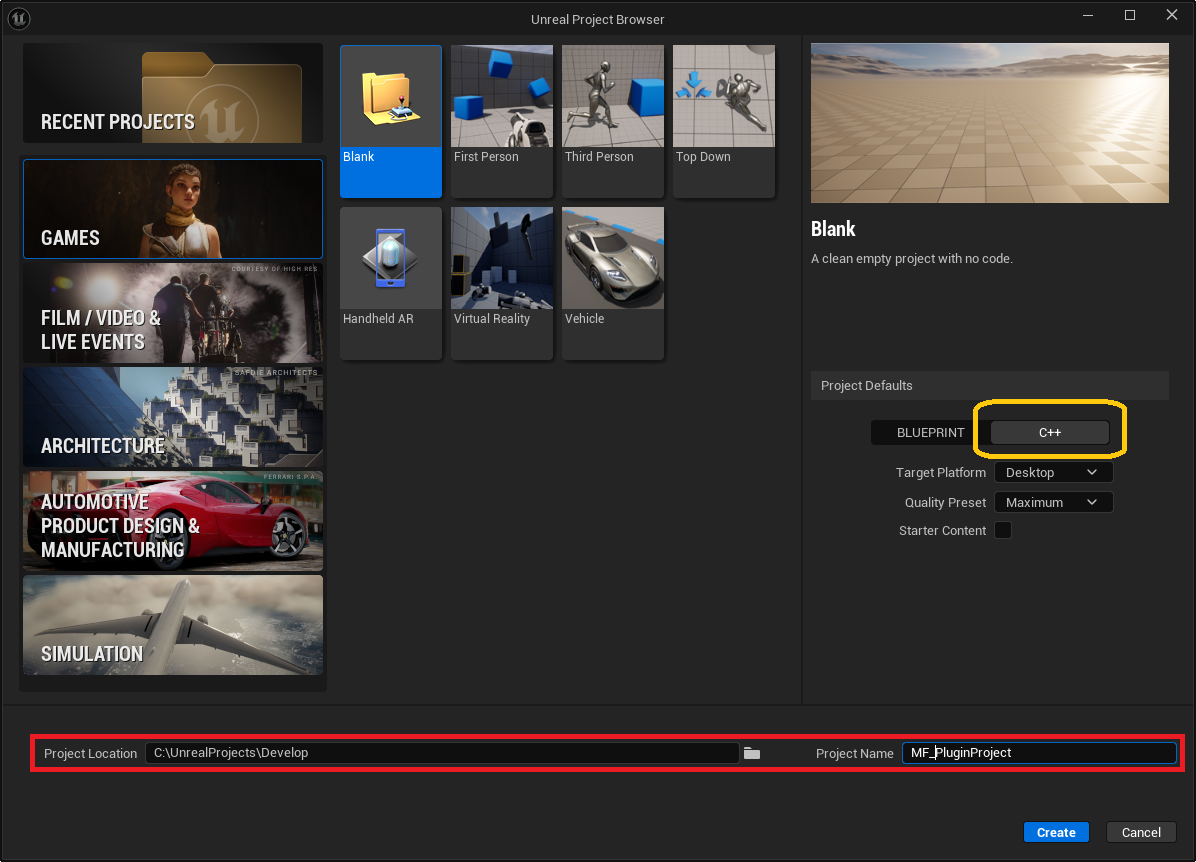 Unreal Project Browser
RECENT PROJECTS
GAMES
COURTESY OF HIGH RES
FILM / VIDEO &
LIVE EVENTS
SAFDIE ARCHITECTS
ARCHITECTURE
FERRARI S.P.A.
AUTOMOTIVE
PRODUCT DESIGN &
MANUFACTURING
SIMULATION
Blank
First Person
Third Person
Top Down
Handheld AR
Virtual Reality
Vehicle
Blank
A clean empty project with no code.
Project Defaults
BLUEPRINT C++
Target Platform Desktop
Quality Preset Maximum
Starter Content
Project Location C:\UnrealProjects\Develop Project Name MF_PluginProject
Create Cancel